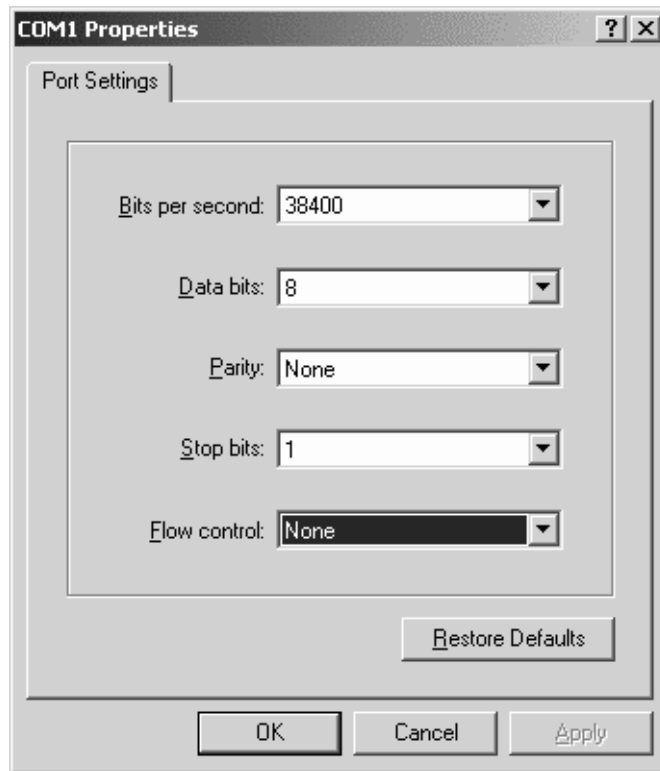 COM1 Properties
Port Settings
Bits per second: 38400
Data bits: 8
Parity: None
Stop bits: 1
Flow control: None
Restore Defaults
OK Cancel Apply